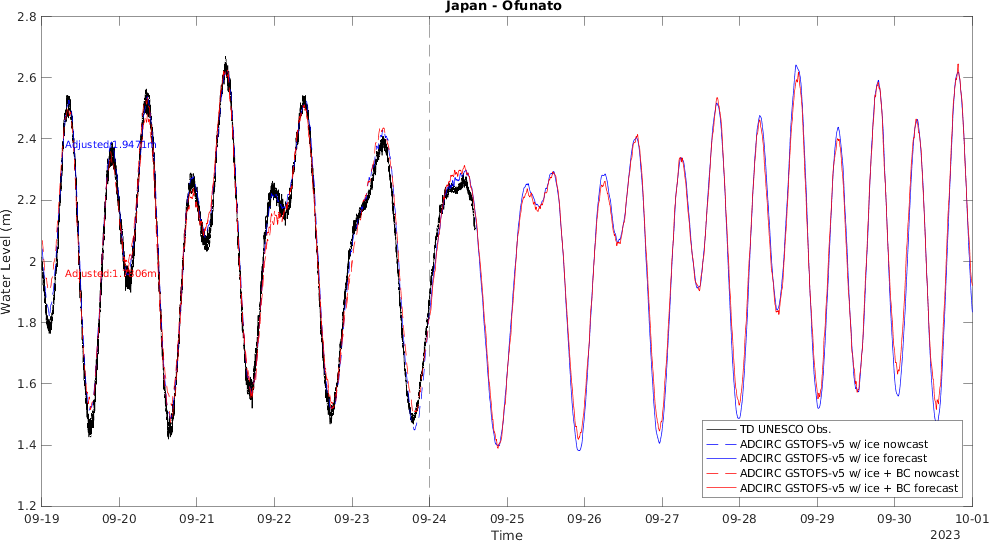 Japan - Ofunato
2.8
2.6
2.4
2.2
2
1.8
1.6
1.4
1.2
Water Level (m)
Adjusted:1.9471m
TD UNESCO Obs.
ADCIRC GSTOFS-v5 w/ ice nowcast
ADCIRC GSTOFS-v5 w/ ice forecast
ADCIRC GSTOFS-v5 w/ ice + BC nowcast
ADCIRC GSTOFS-v5 w/ ice + BC forecast
09-19 09-20 09-21 09-22 09-23 09-24 09-25 09-26 09-27 09-28 09-29 09-30 10-01
Time
2023